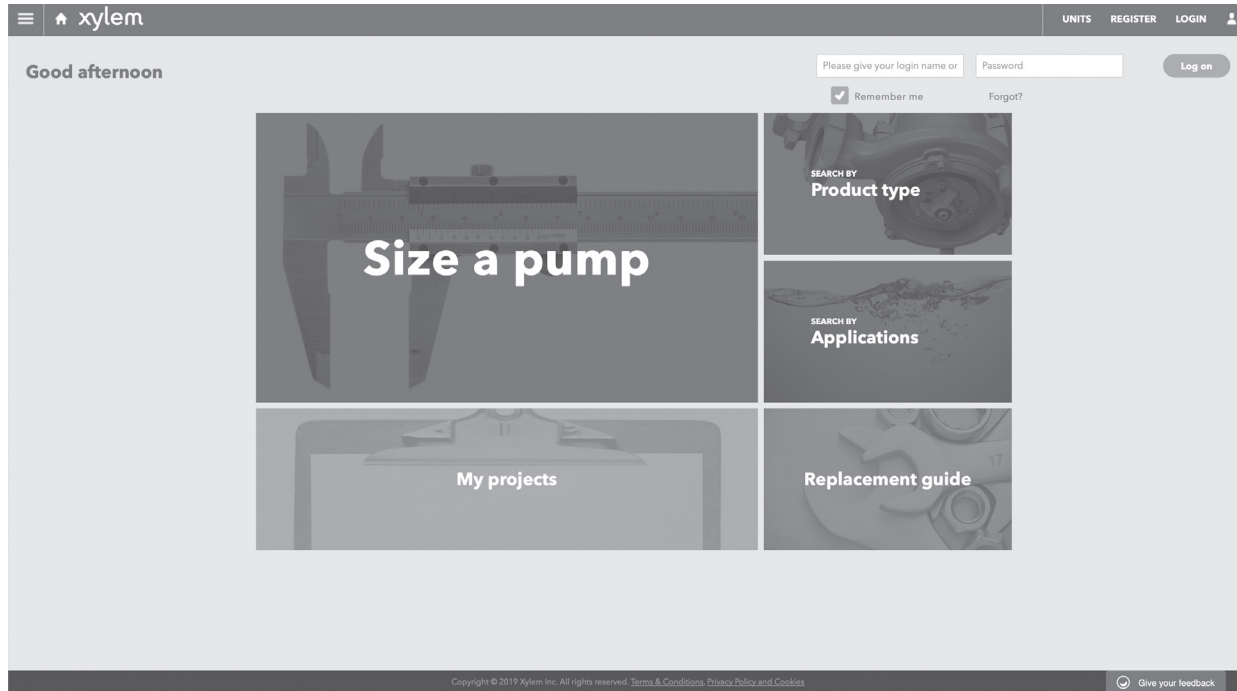 xylem
UNITS REGISTER LOGIN
Good afternoon
Please give your login name or
Password
Log on
Remember me
Forgot?
Size a pump
SEARCH BY
Product type
SEARCH BY
Applications
My projects
Replacement guide
17
Copyright © 2019 Xylem Inc. All rights reserved. Terms & Conditions, Privacy Policy and Cookies
Give your feedback